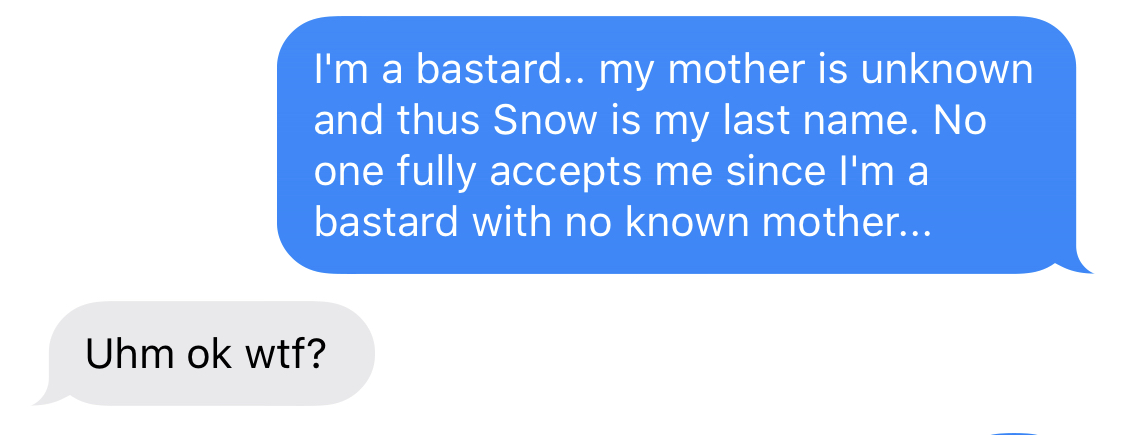 I'm a bastard.. my mother is unknown
and thus Snow is my last name. No
one fully accepts me since I'm a
bastard with no known mother...
Uhm ok wtf?